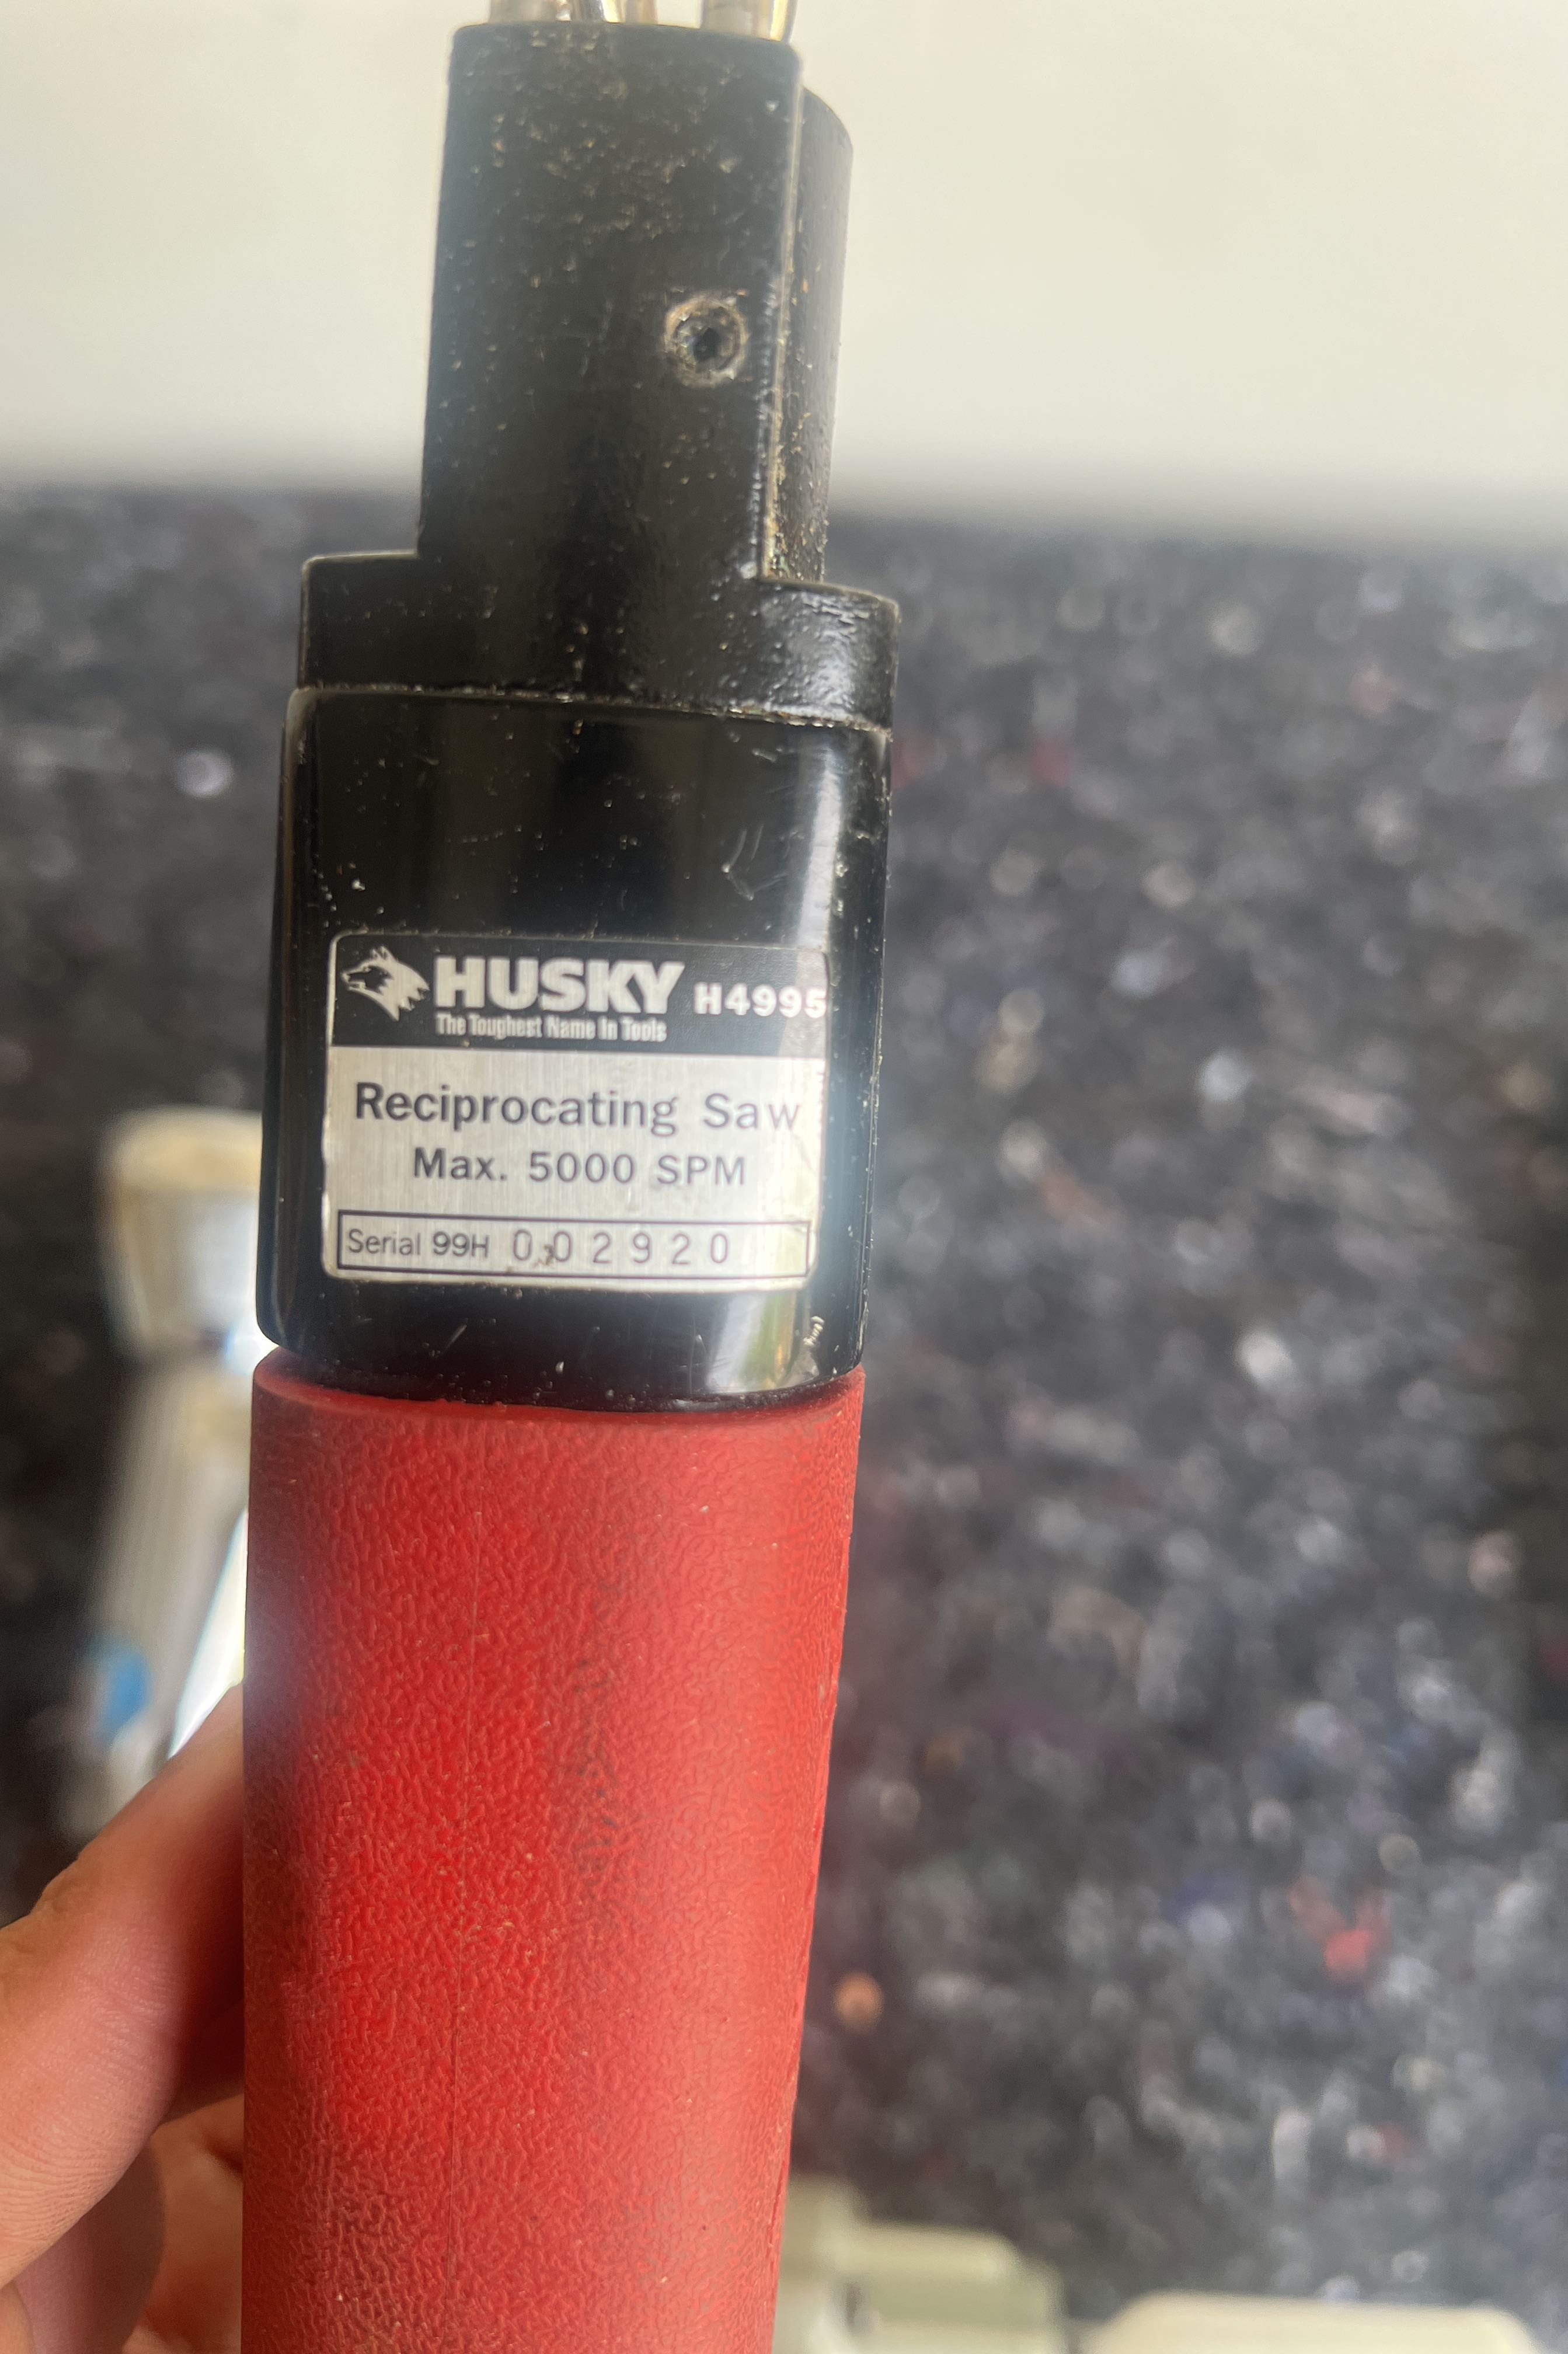 HUSKY H4995
The Toughest Name In Tools
Reciprocating Saw
Max. 5000 SPM
Serial 99H 002920